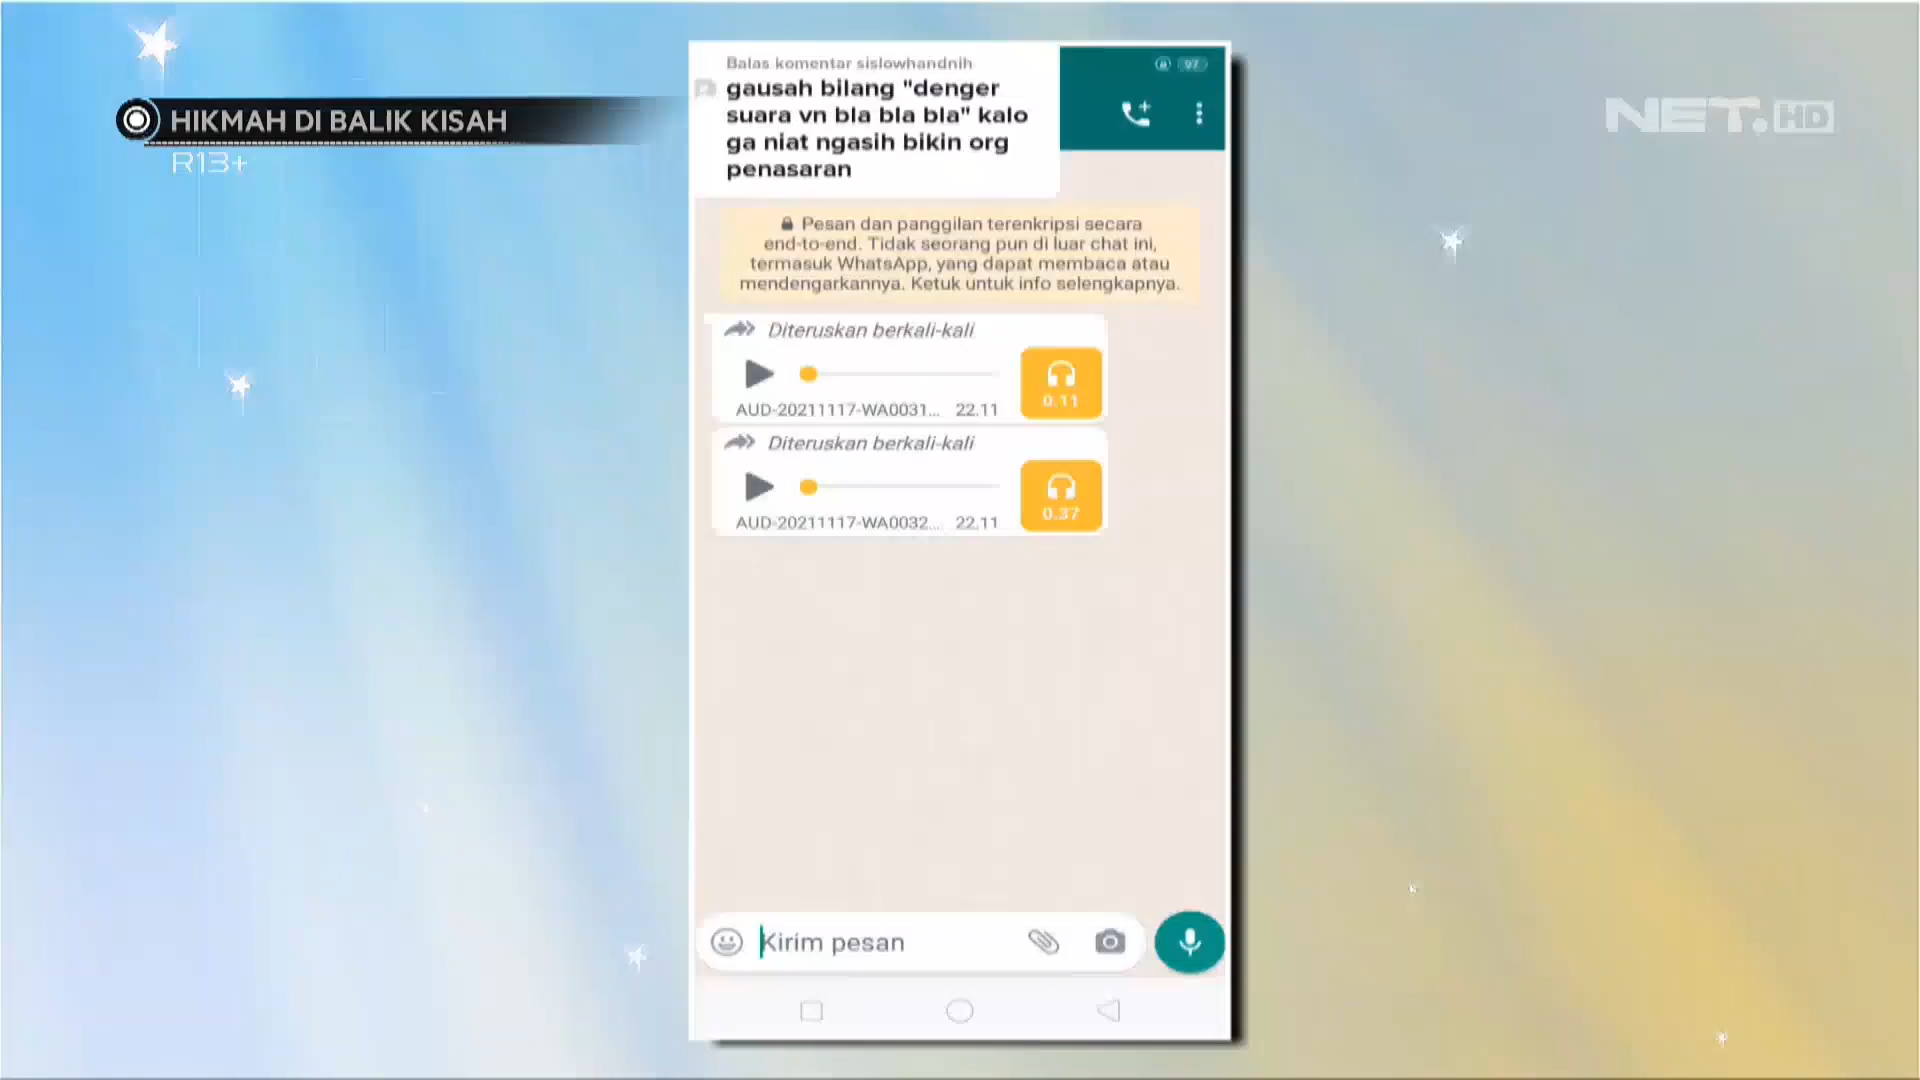 HIKMAH DI BALIK KISAH
R13+
NET. HD
Balas komentar sislowhandnih
gausah bilang "denger
suara vn bla bla bla" kalo
ga niat ngasih bikin org
penasaran
97
Pesan dan panggilan terenkripsi secara
end-to-end. Tidak seorang pun di luar chat ini,
termasuk WhatsApp, yang dapat membaca atau
mendengarkannya. Ketuk untuk info selengkapnya.
Diteruskan berkali-kali
0.11
AUD-20211117-WA0031... 22.11
Diteruskan berkali-kali
0.37
AUD-20211117-WA0032... 22.11
Kirim pesan